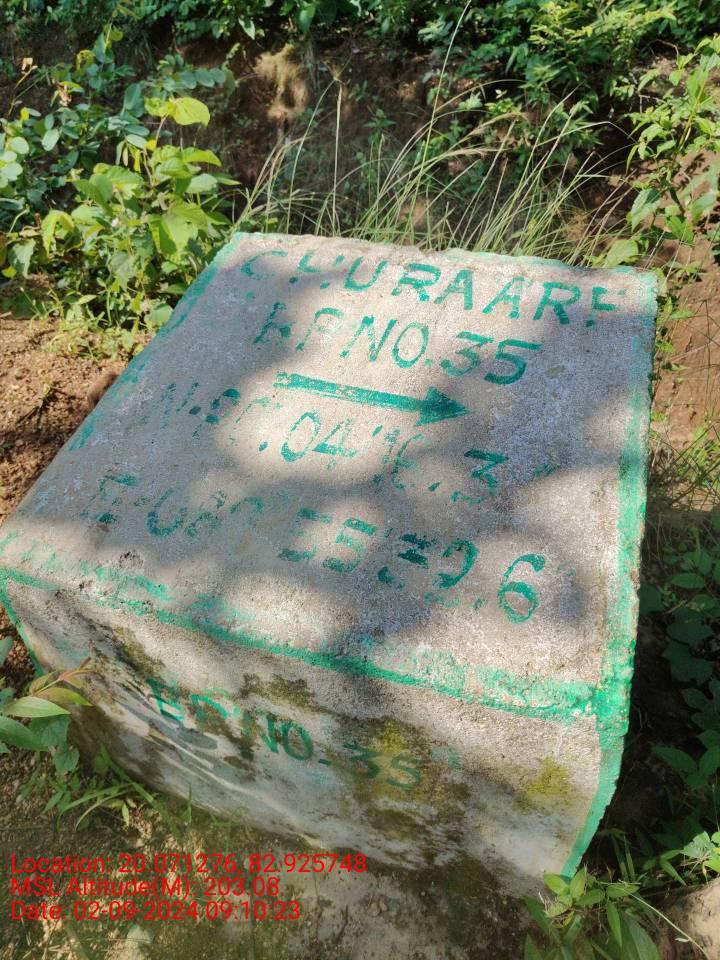 CHURAARF
BP NO.35
N-20°.04'16.3"
E-082°55'32.6
BP NO.35
Location: 20.071276, 82.925748
MSL Altitude(M): 203.08
Date: 02-09-2024 09:10:23